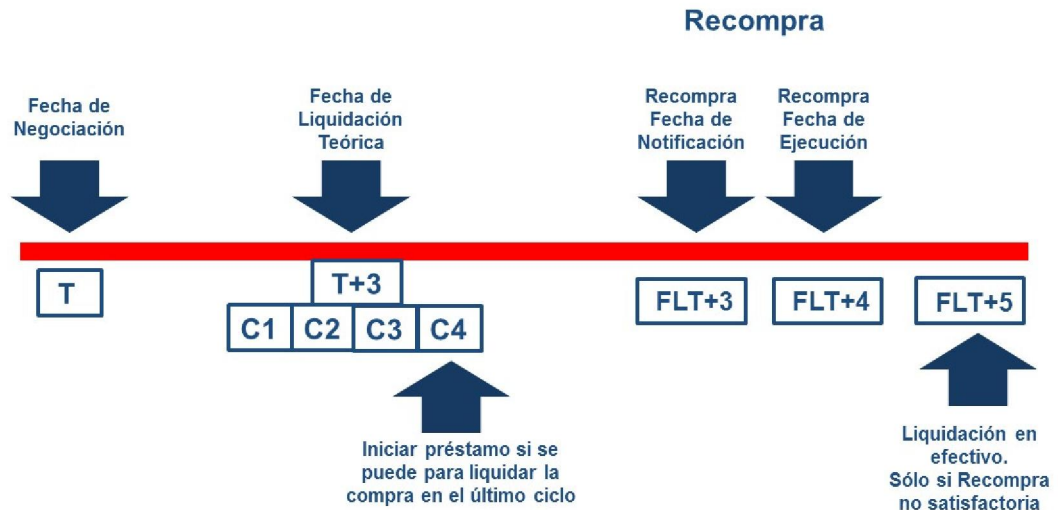 Recompra
Fecha de
Negociación
Fecha de
Liquidación
Teórica
Recompra
Fecha de
Notificación
Recompra
Fecha de
Ejecución
T
T+3
C1 C2 C3 C4
FLT+3
FLT+4
FLT+5
Iniciar préstamo si se
puede para liquidar la
compra en el último ciclo
Liquidación en
efectivo.
Sólo si Recompra
no satisfactoria